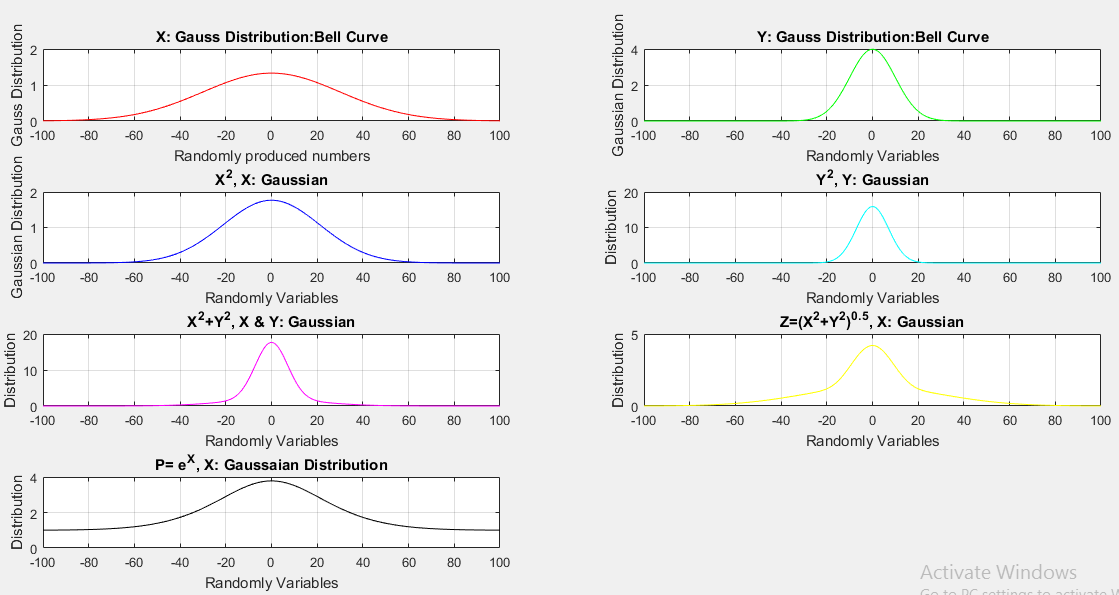 X: Gauss Distribution:Bell Curve
Gauss Distribution
2
1
0
-100 -80 -60 -40 -20 0 20 40 60 80 100
Randomly produced numbers
Y: Gauss Distribution:Bell Curve
Gaussian Distribution
4
2
0
-100 -80 -60 -40 -20 0 20 40 60 80 100
Randomly Variables
X², X: Gaussian
Gaussian Distribution
2
1
0
-100 -80 -60 -40 -20 0 20 40 60 80 100
Randomly Variables
Y², Y: Gaussian
Distribution
20
10
0
-100 -80 -60 -40 -20 0 20 40 60 80 100
Randomly Variables
X²+Y², X & Y: Gaussian
Distribution
20
10
0
-100 -80 -60 -40 -20 0 20 40 60 80 100
Randomly Variables
Z=(X²+Y²)^0.5, X: Gaussian
Distribution
5
0
-100 -80 -60 -40 -20 0 20 40 60 80 100
Randomly Variables
P= e^X, X: Gaussaian Distribution
Distribution
4
2
0
-100 -80 -60 -40 -20 0 20 40 60 80 100
Randomly Variables
Activate Windows
Go to PC settings to activate W